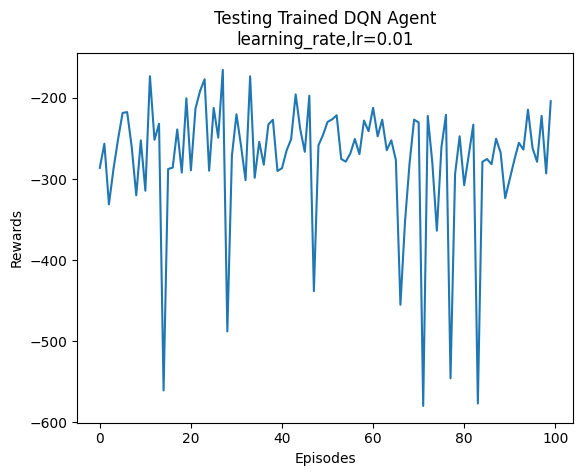 Testing Trained DQN Agent
learning_rate,lr=0.01
Rewards
−200
−300
−400
−500
−600
0 20 40 60 80 100
Episodes